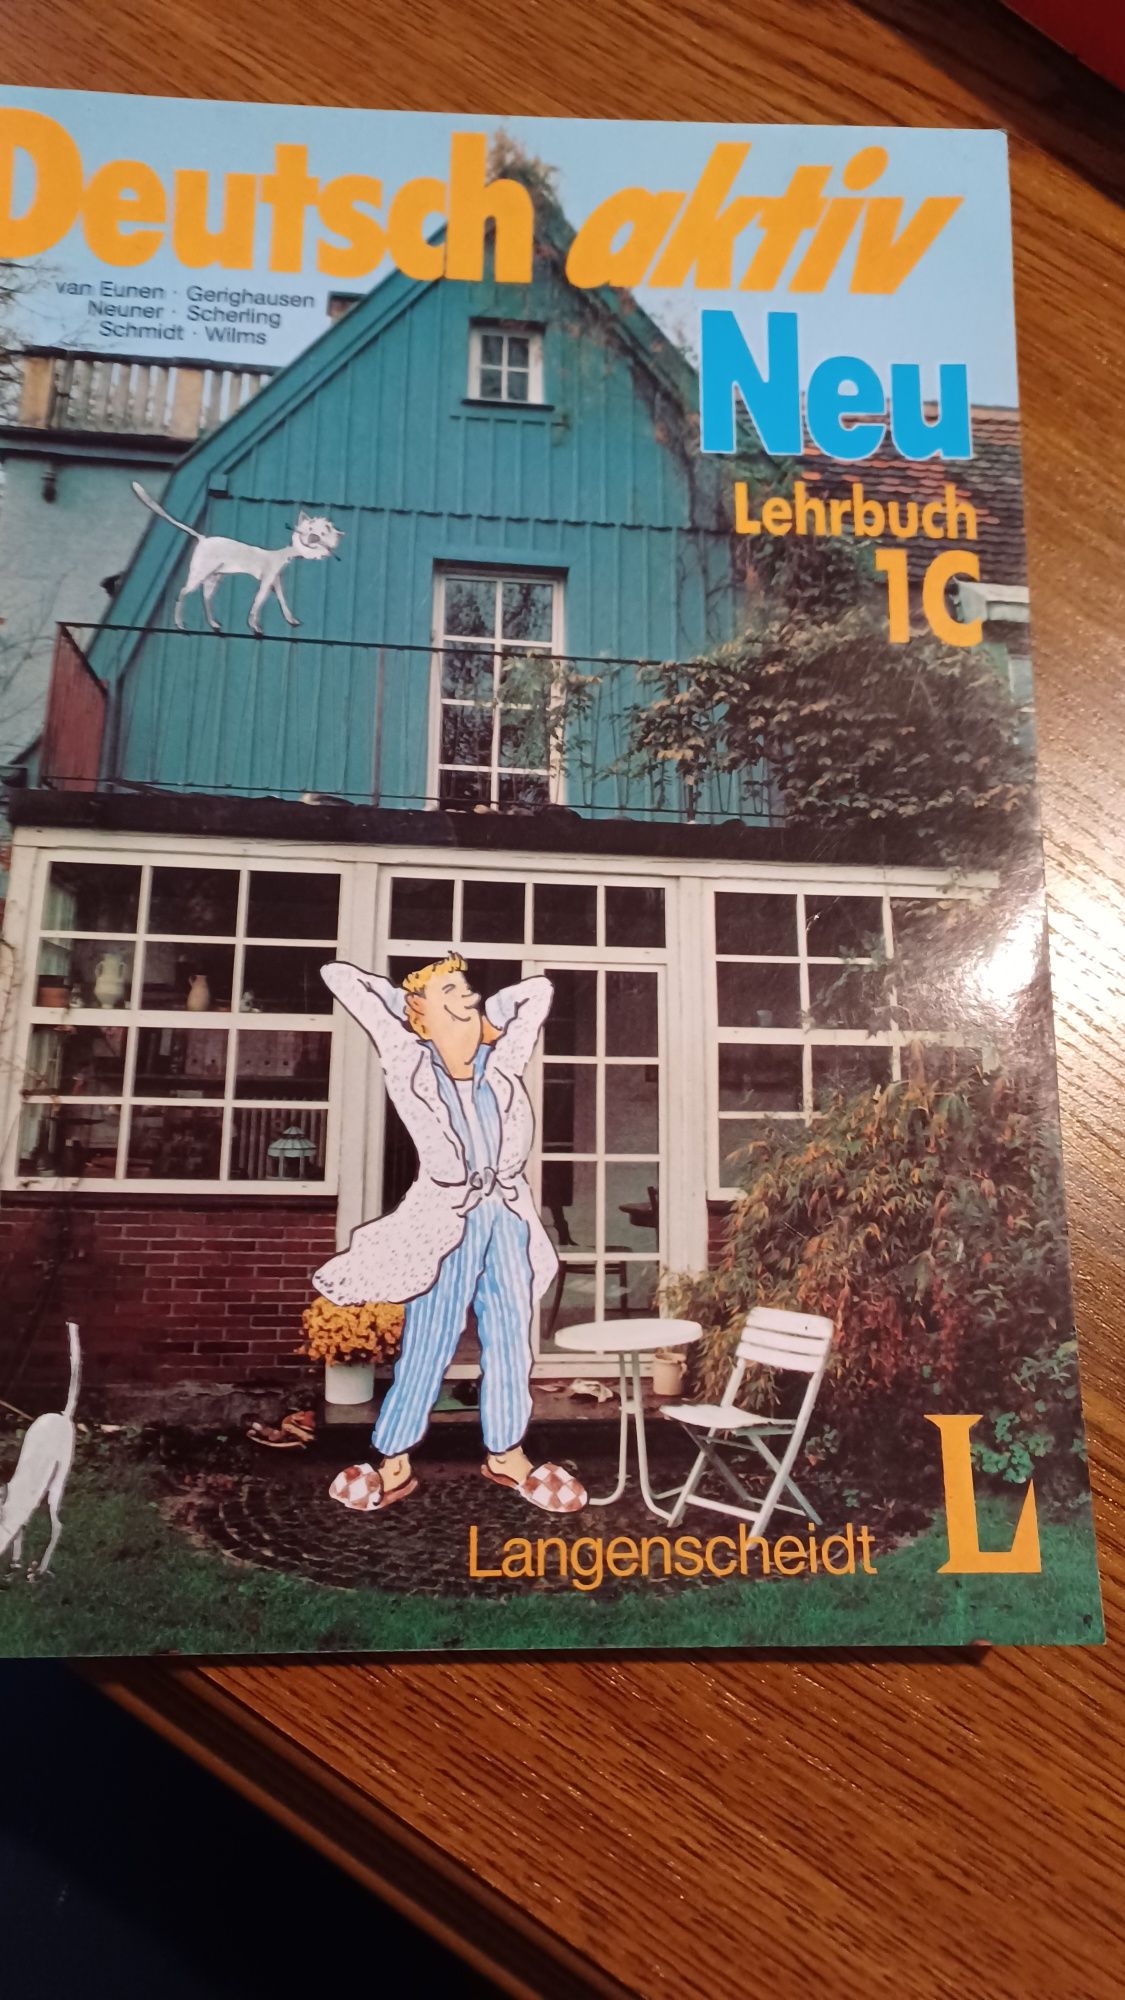 Deutsch aktiv
van Eunen · Gerighausen
Neuner · Scherling
Schmidt · Wilms
Neu
Lehrbuch
1C
Langenscheidt
L